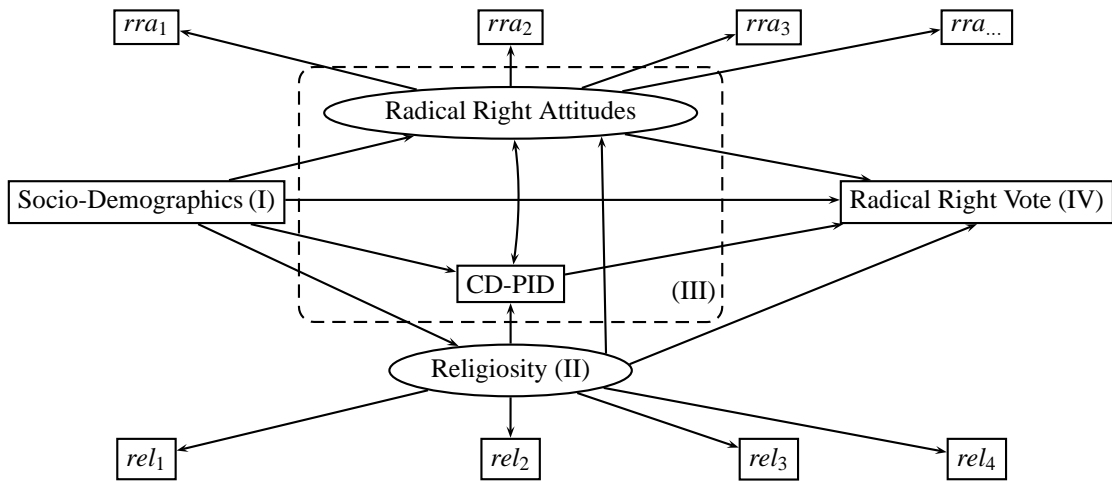 rra1 rra2 rra3 rra...
Radical Right Attitudes
Socio-Demographics (I) Radical Right Vote (IV)
CD-PID
(III)
Religiosity (II)
rel1 rel2 rel3 rel4